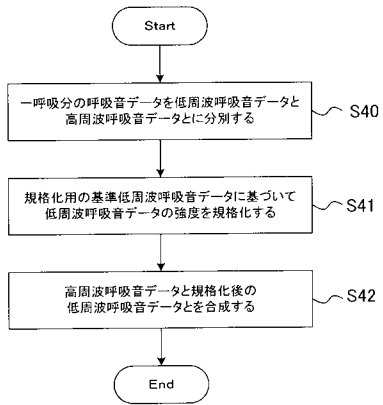 Start
一呼吸分の呼吸音データを低周波呼吸音データと
高周波呼吸音データとに分別する
S40
規格化用の基準低周波呼吸音データに基づいて
低周波呼吸音データの強度を規格化する
S41
高周波呼吸音データと規格化後の
低周波呼吸音データとを合成する
S42
End